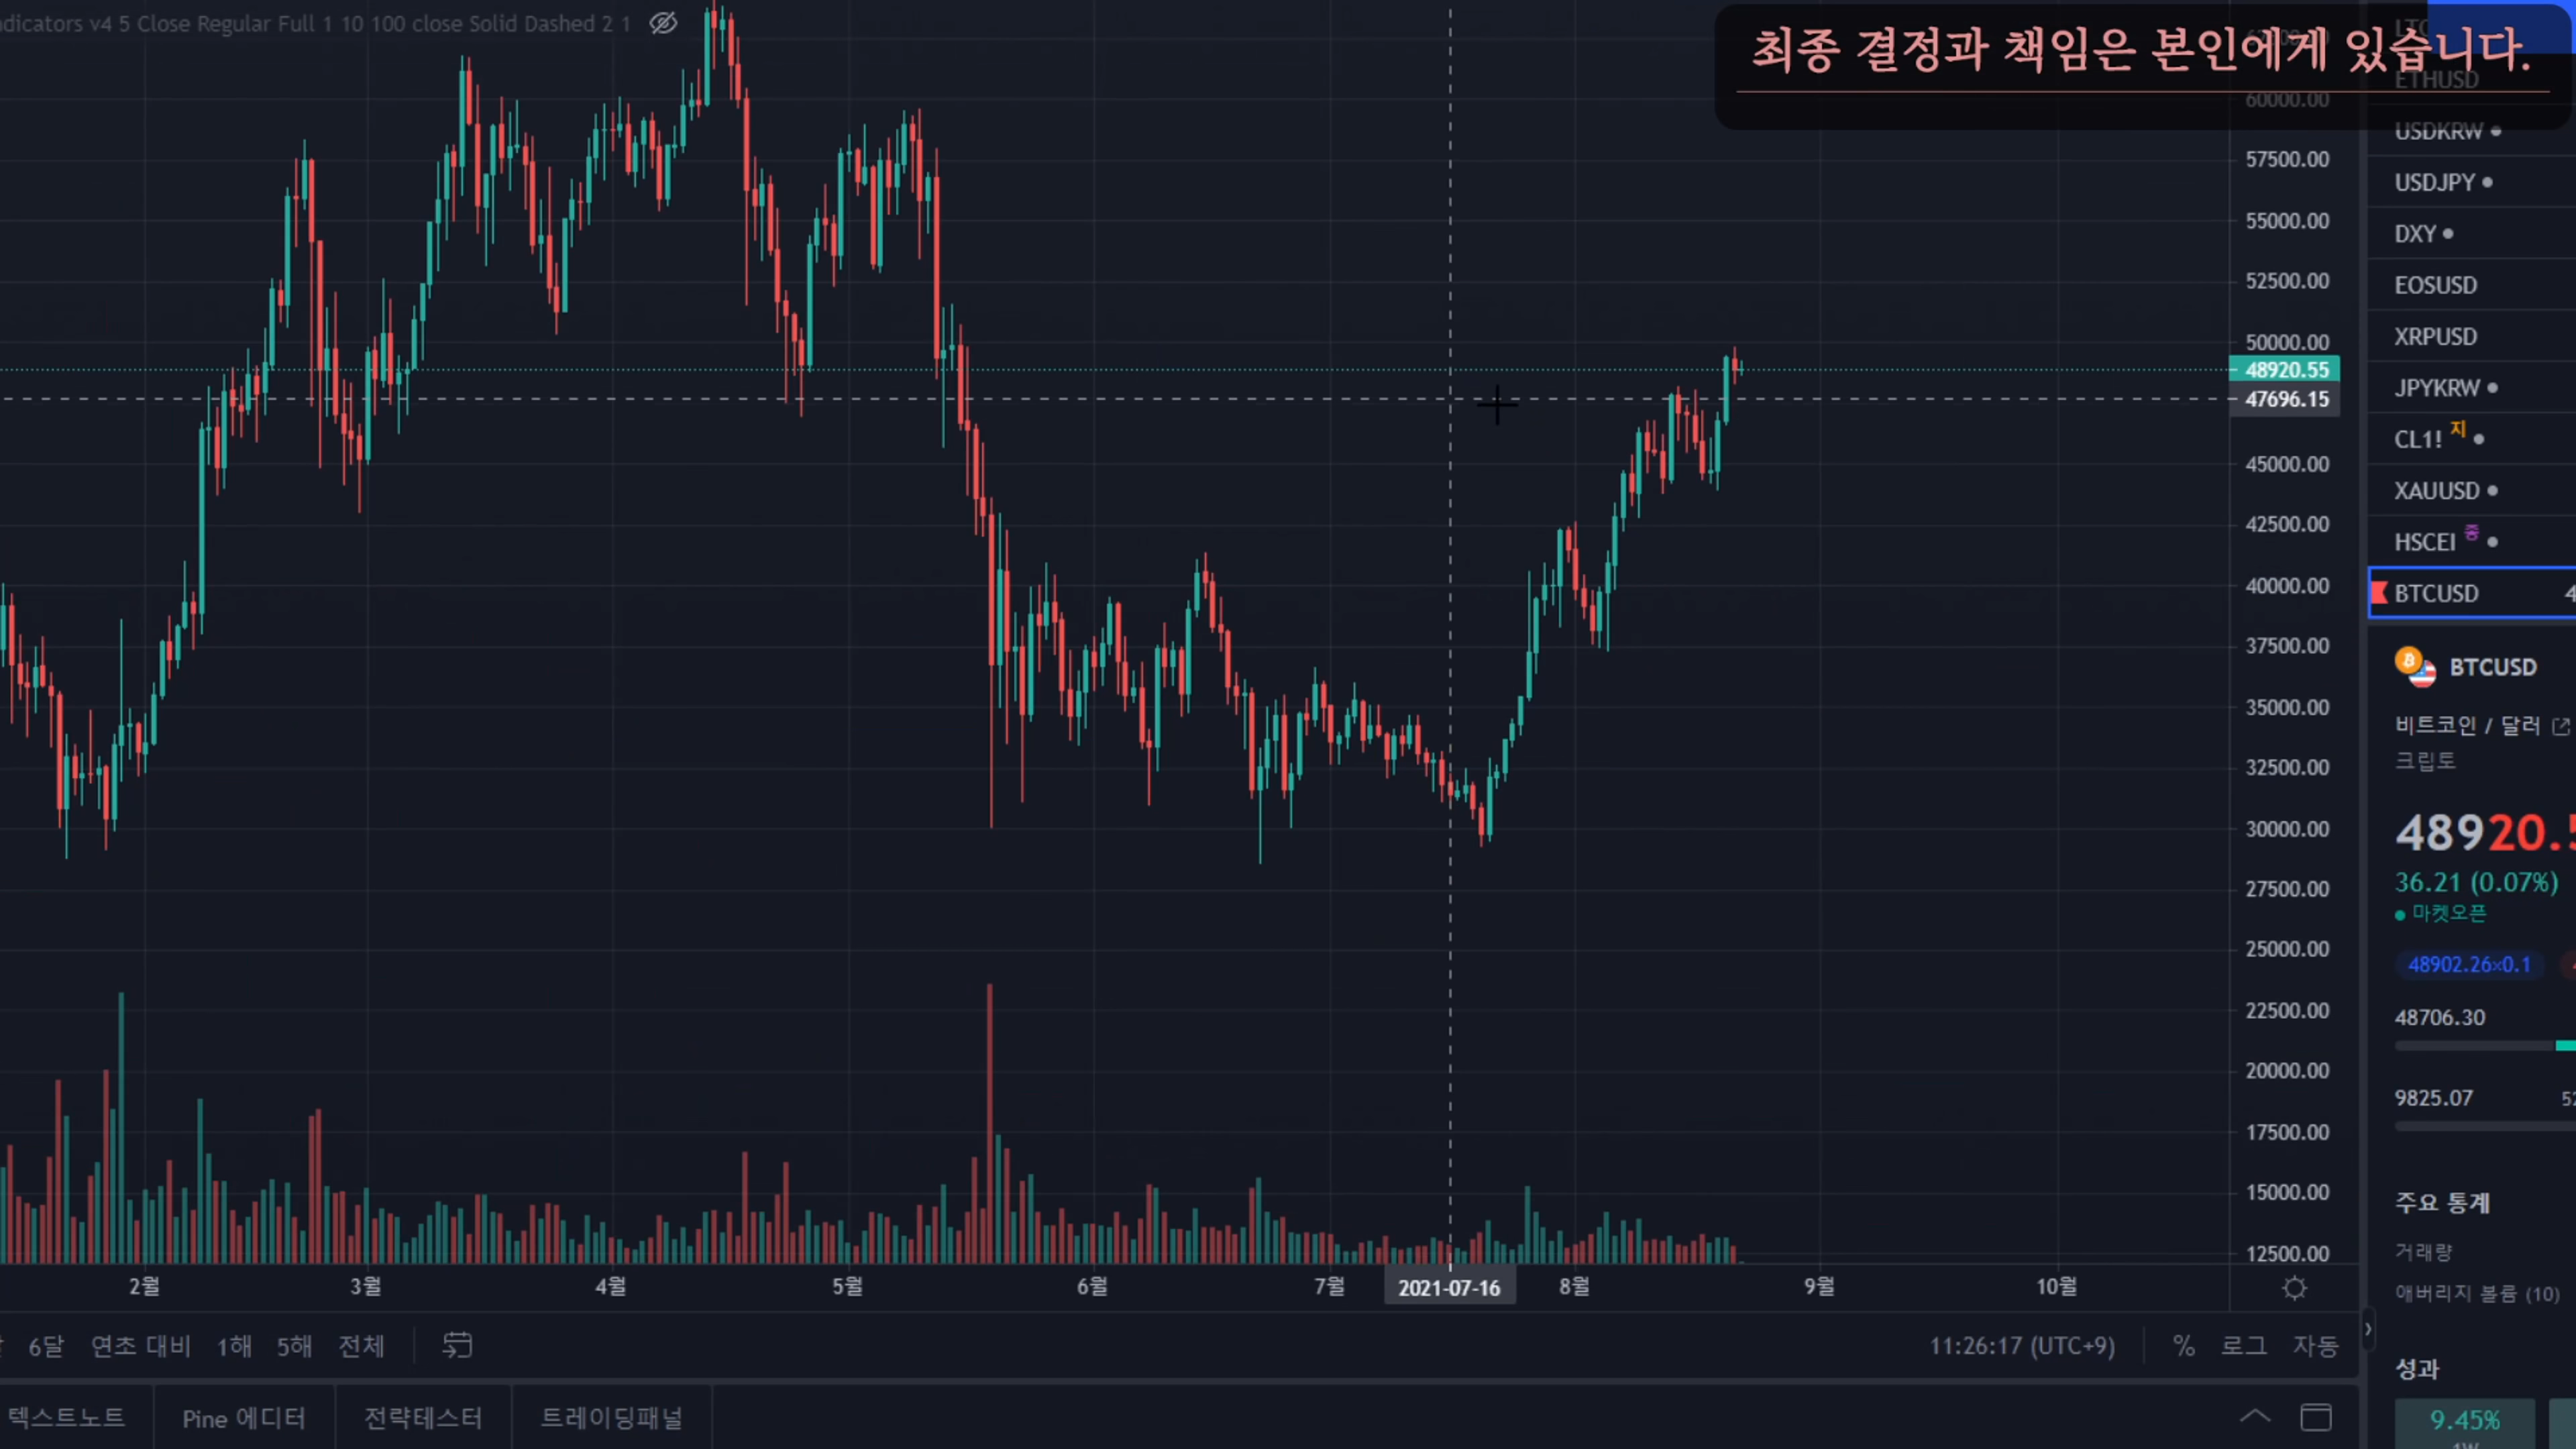 ndicators v4 5 Close Regular Full 1 10 100 close Solid Dashed 2 1
최종 결정과 책임은 본인에게 있습니다.
LTC
ETHUSD
60000.00
USDKRW
57500.00
USDJPY
55000.00
DXY
52500.00
EOSUSD
50000.00
XRPUSD
48920.55
47696.15
JPYKRW
45000.00
CL1! 지
XAUUSD
42500.00
HSCEI 종
40000.00
BTCUSD 4
37500.00
BTCUSD
35000.00
비트코인 / 달러
크립토
32500.00
30000.00
48920.5
27500.00
36.21 (0.07%)
마켓오픈
25000.00
48902.26×0.1
22500.00
48706.30
20000.00
9825.07 52
17500.00
15000.00
주요 통계
12500.00
거래량
애버리지 볼륨 (10)
2월 3월 4월 5월 6월 7월 2021-07-16 8월 9월 10월
6달 연초 대비 1해 5해 전체
11:26:17 (UTC+9) % 로그 자동
성과
텍스트노트 Pine 에디터 전략테스터 트레이딩패널
9.45%